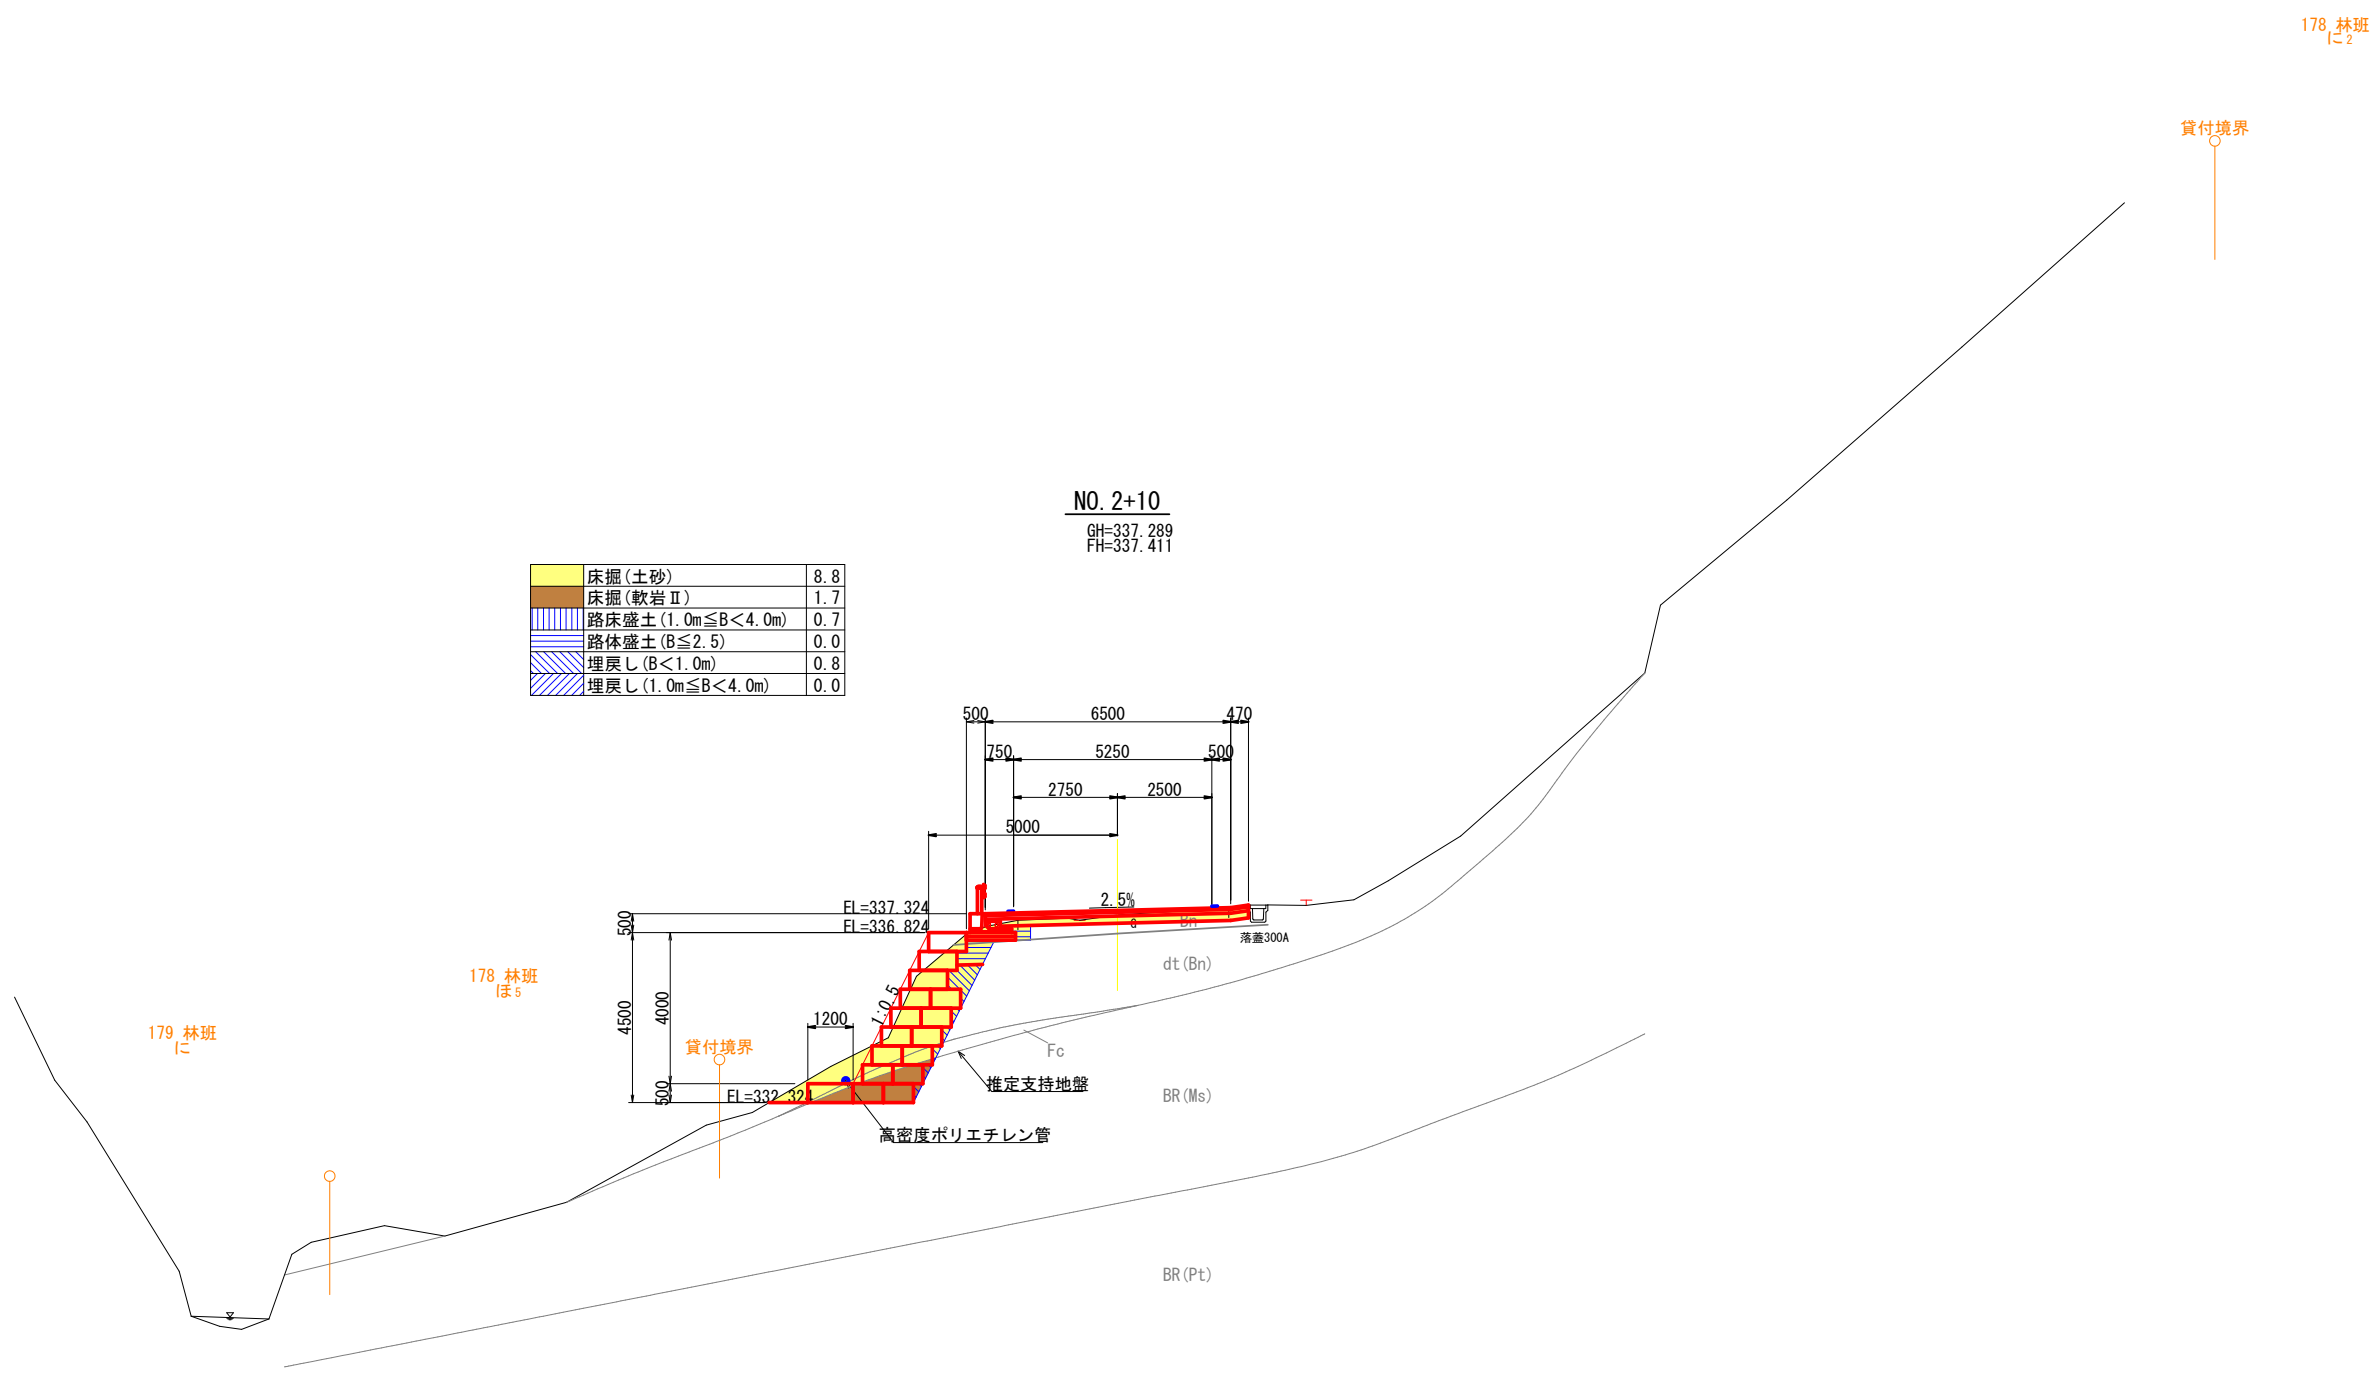 178 林班
に2
貸付境界
NO.2+10
GH=337.289
FH=337.411
床掘(土砂) 8.8
床掘(軟岩Ⅱ) 1.7
路床盛土(1.0m≦B＜4.0m) 0.7
路体盛土(B≦2.5) 0.0
埋戻し(B＜1.0m) 0.8
埋戻し(1.0m≦B＜4.0m) 0.0
500 6500 470
750 5250 500
2750 2500
5000
2.5%
EL=337.324
500
EL=336.824
Bn
落蓋300A
dt(Bn)
178 林班
ほ5
1:0.5
4500
4000
1200
179 林班
に
貸付境界
Fc
推定支持地盤
500
EL=332.324
BR(Ms)
高密度ポリエチレン管
BR(Pt)